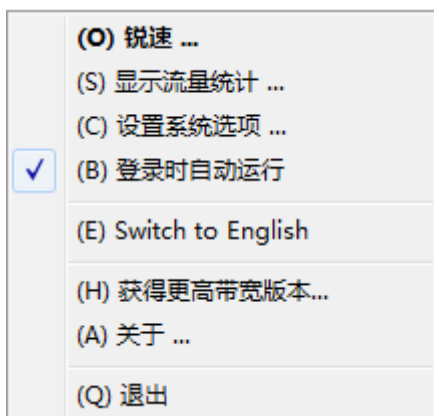 (O) 锐速 ...
(S) 显示流量统计 ...
(C) 设置系统选项 ...
(B) 登录时自动运行
(E) Switch to English
(H) 获得更高带宽版本...
(A) 关于 ...
(Q) 退出